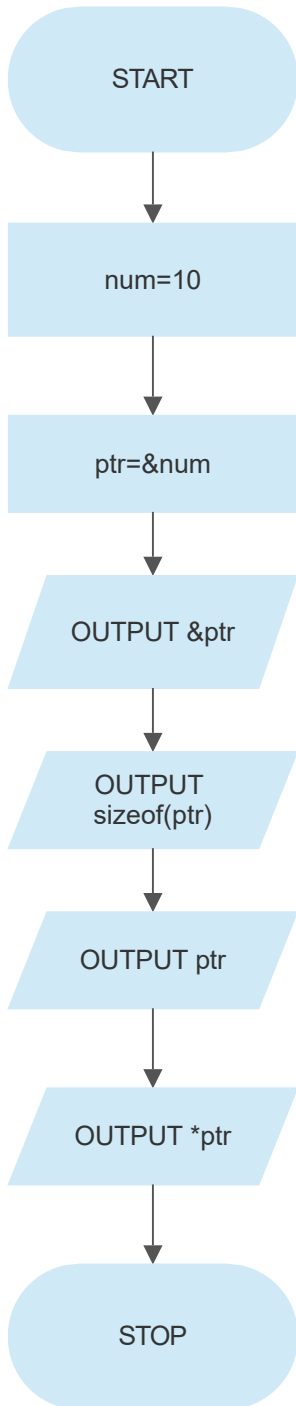 START
num=10
ptr=&num
OUTPUT &ptr
OUTPUT
sizeof(ptr)
OUTPUT ptr
OUTPUT *ptr
STOP